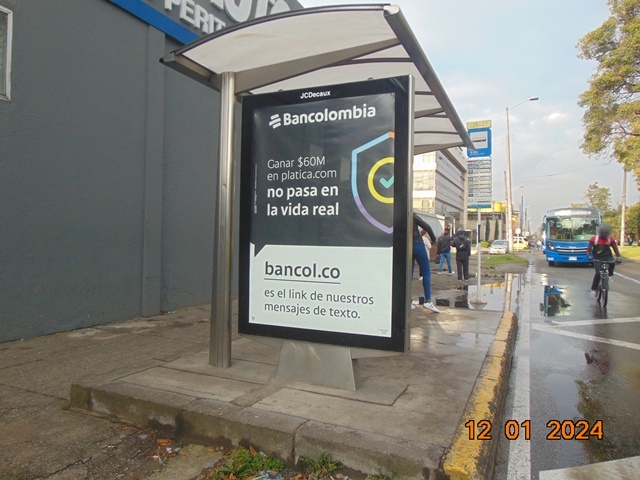 PERIT
JCDecaux
Bancolombia
Ganar $60M
en platica.com
no pasa en
la vida real
bancol.co
es el link de nuestros
mensajes de texto.
12 01 2024